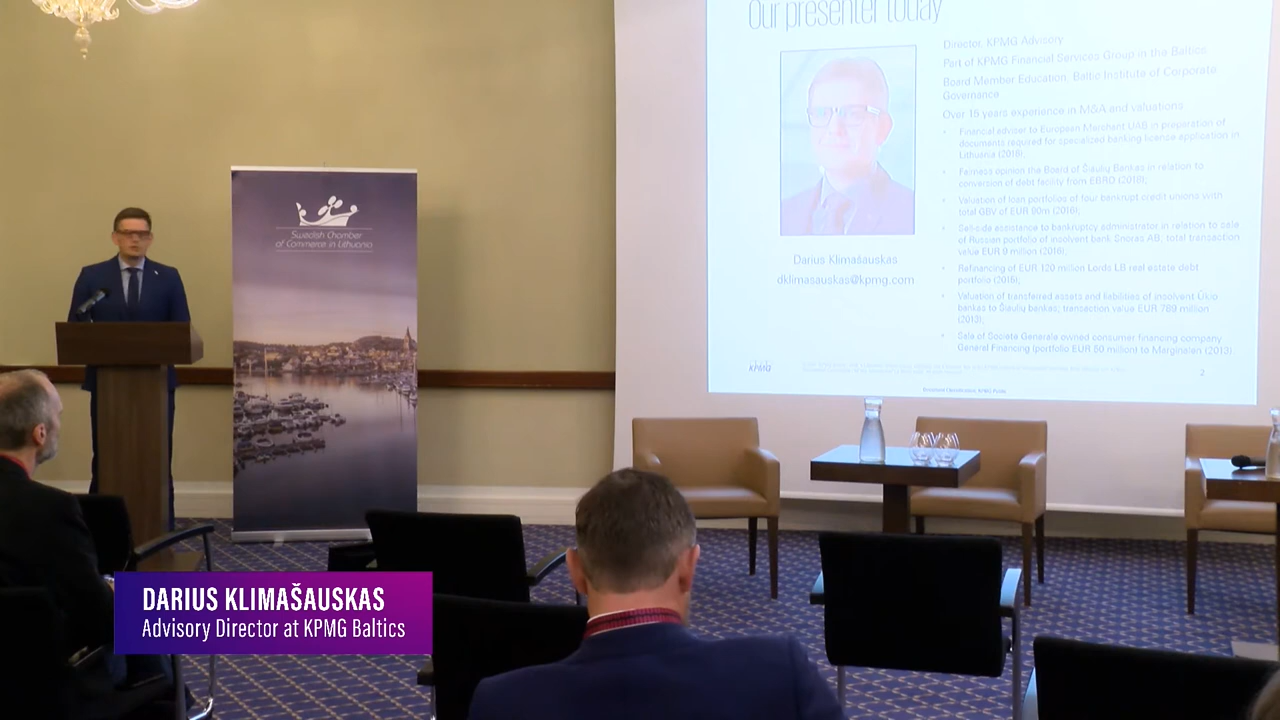 Our presenter today
Director, KPMG Advisory
Part of KPMG Financial Services Group in the Baltics
Board Member Education, Baltic Institute of Corporate
Governance
Over 15 years experience in M&A and valuations.
• Financial adviser to European Merchant UAB in preparation of
documents required for specialized banking license application in
Lithuania (2018);
• Fairness opinion the Board of Šiaulių Bankas in relation to
conversion of debt facility from EBRD (2018);
• Valuation of loan portfolios of four bankrupt credit unions with
total GBV of EUR 90m (2016);
• Sell-side assistance to bankruptcy administrator in relation to sale
of Russian portfolio of insolvent bank Snoras AB; total transaction
value EUR 9 million (2016);
• Refinancing of EUR 120 million Lords LB real estate debt
portfolio (2015);
• Valuation of transferred assets and liabilities of insolvent Ūkio
bankas to Šiaulių bankas; transaction value EUR 789 million
(2013);
• Sale of Societe Generale owned consumer financing company
General Financing (portfolio EUR 50 million) to Marginalen (2013)
Darius Klimašauskas
dklimasauskas@kpmg.com
KPMG
2
Swedish Chamber
of Commerce in Lithuania
DARIUS KLIMAŠAUSKAS
Advisory Director at KPMG Baltics